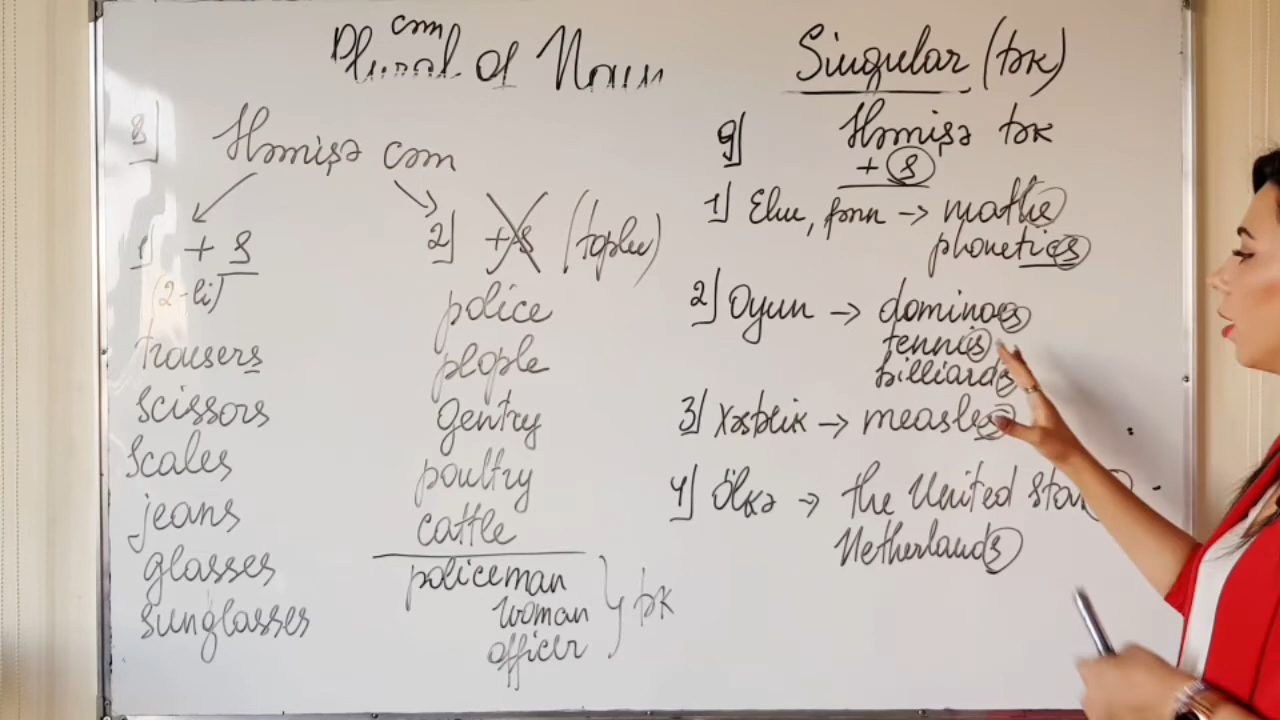 cəm
Plural of Noun
8] Həmişə cəm
1] + s
(2-li)
trousers
scissors
scales
jeans
glasses
sunglasses
2] +s (toplu)
police
people
gentry
poultry
cattle
policeman
woman
officer
} tək
Singular (tək)
9] Həmişə tək
+ s
1] Elm, fənn →
phonetics
2] Oyun → dominoes
tennis
billiards
3] Xəstəlik → measles
4] Ölkə → the United
Netherlands